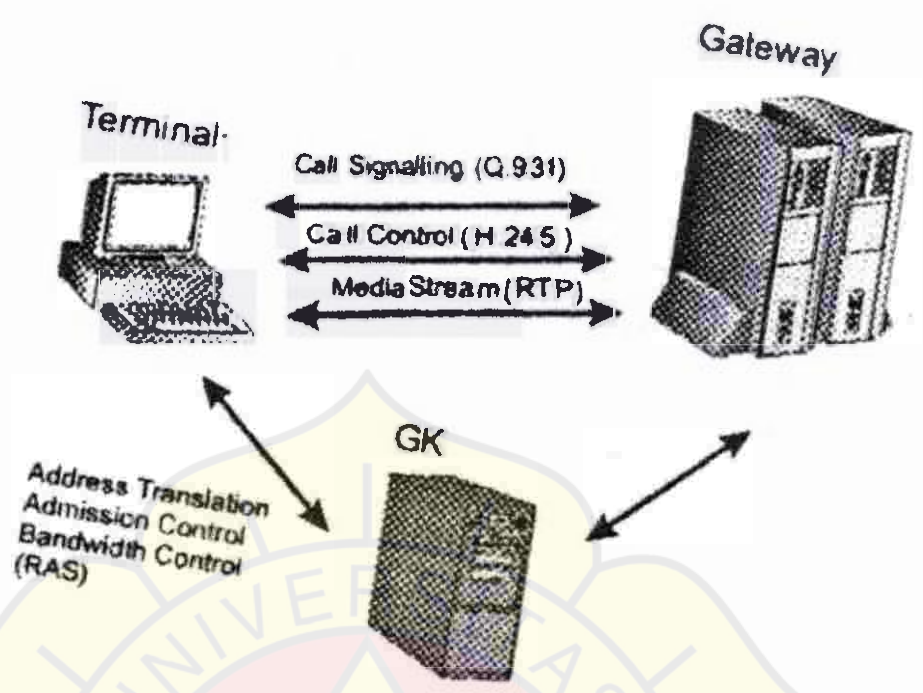 Gateway
Terminal
Call Signalling (Q.931)
Call Control (H.245)
Media Stream (RTP)
GK
Address Translation
Admission Control
Bandwidth Control
(RAS)
UNIVERSITAS